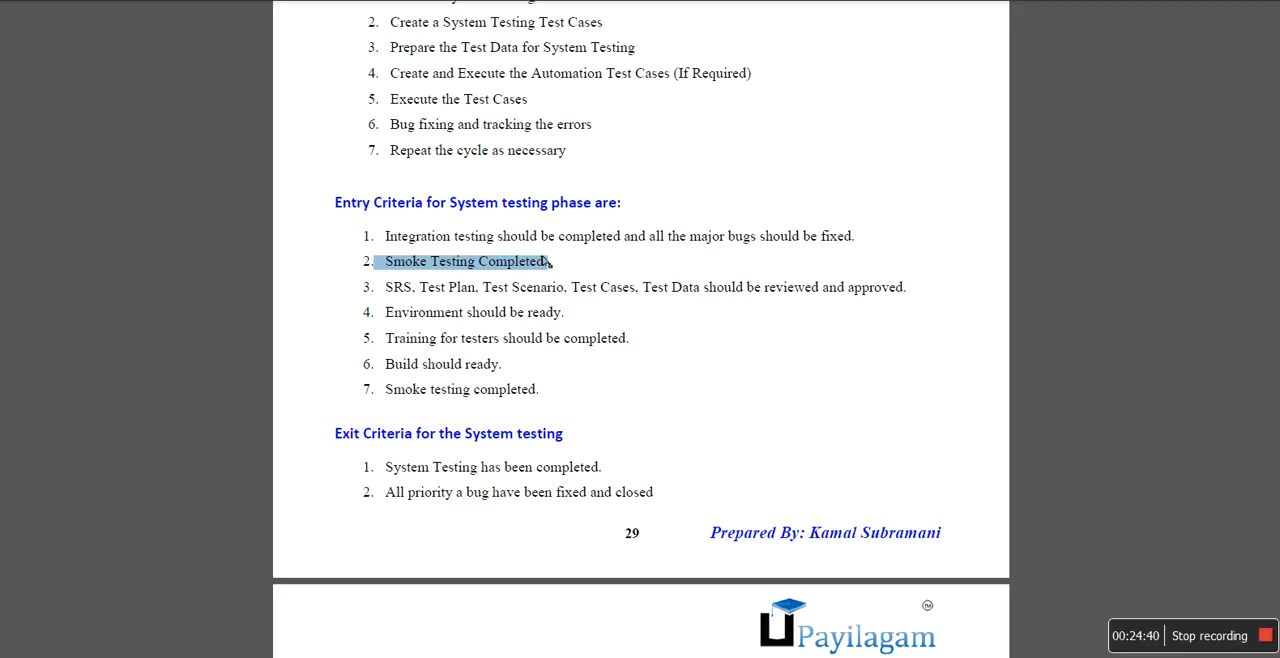 2. Create a System Testing Test Cases
3. Prepare the Test Data for System Testing
4. Create and Execute the Automation Test Cases (If Required)
5. Execute the Test Cases
6. Bug fixing and tracking the errors
7. Repeat the cycle as necessary
Entry Criteria for System testing phase are:
1. Integration testing should be completed and all the major bugs should be fixed.
2. Smoke Testing Completed.
3. SRS, Test Plan, Test Scenario, Test Cases, Test Data should be reviewed and approved.
4. Environment should be ready.
5. Training for testers should be completed.
6. Build should ready.
7. Smoke testing completed.
Exit Criteria for the System testing
1. System Testing has been completed.
2. All priority a bug have been fixed and closed
29 Prepared By: Kamal Subramani
TM
Payilagam
00:24:40 Stop recording